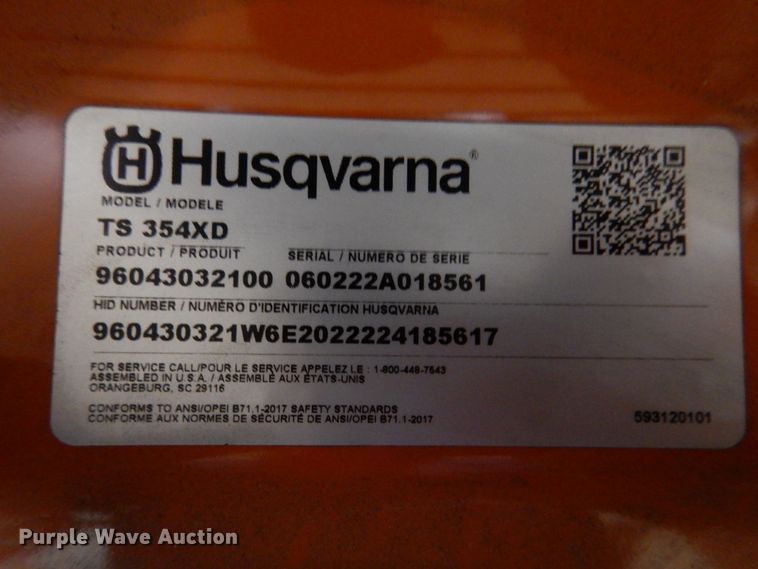 H Husqvarna®
MODEL / MODELE
TS 354XD
PRODUCT / PRODUIT SERIAL / NUMERO DE SERIE
96043032100 060222A018561
HID NUMBER / NUMÉRO D'IDENTIFICATION HUSQVARNA
960430321W6E2022224185617
FOR SERVICE CALL/POUR LE SERVICE APPELEZ LE : 1-800-448-7543
ASSEMBLED IN U.S.A. / ASSEMBLÉ AUX ÉTATS-UNIS
ORANGEBURG, SC 29116
CONFORMS TO ANSI/OPEI B71.1-2017 SAFETY STANDARDS
CONFORME AUX NORMES DE SÉCURITÉ DE ANSI/OPEI B71.1-2017
593120101
Purple Wave Auction